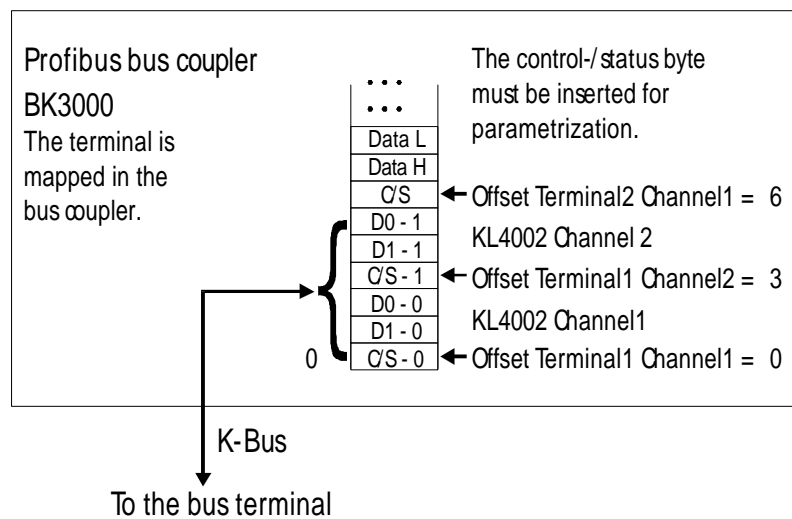 Profibus bus coupler
BK3000
The terminal is
mapped in the
bus coupler.
The control-/status byte
must be inserted for
parametrization.
...
...
Data L
Data H
C/S
Offset Terminal2 Channel1 = 6
D0 - 1
KL4002 Channel 2
D1 - 1
C/S - 1
Offset Terminal1 Channel2 = 3
D0 - 0
KL4002 Channel1
D1 - 0
0
C/S - 0
Offset Terminal1 Channel1 = 0
K-Bus
To the bus terminal